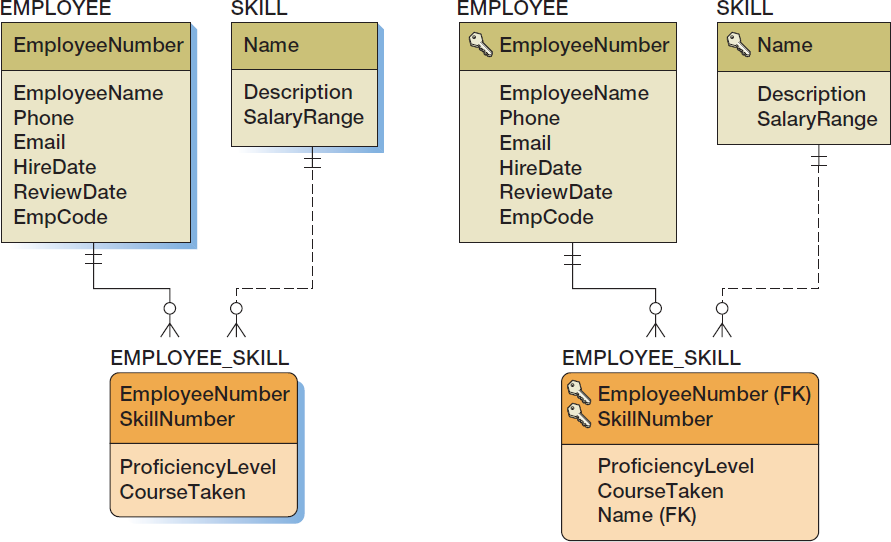 EMPLOYEE
EmployeeNumber
EmployeeName
Phone
Email
HireDate
ReviewDate
EmpCode
SKILL
Name
Description
SalaryRange
EMPLOYEE_SKILL
EmployeeNumber
SkillNumber
ProficiencyLevel
CourseTaken
EMPLOYEE
EmployeeNumber
EmployeeName
Phone
Email
HireDate
ReviewDate
EmpCode
SKILL
Name
Description
SalaryRange
EMPLOYEE_SKILL
EmployeeNumber (FK)
SkillNumber
ProficiencyLevel
CourseTaken
Name (FK)